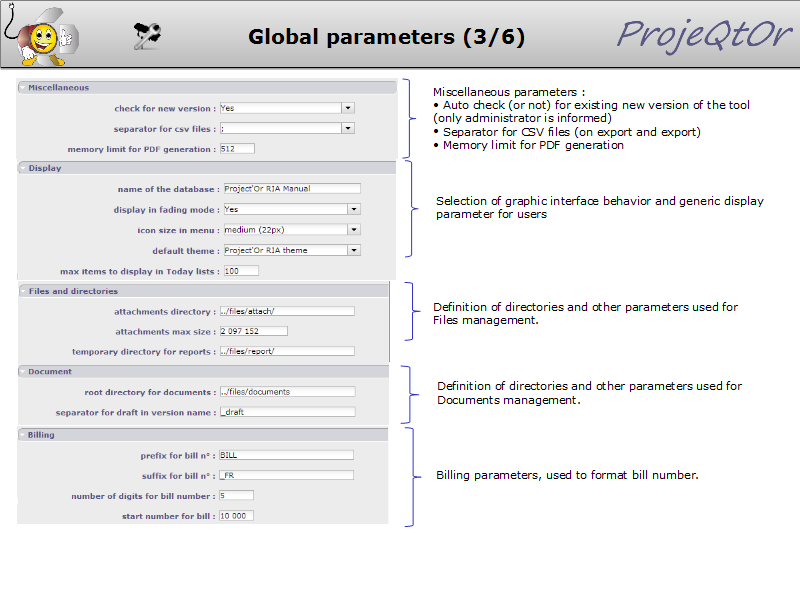 Global parameters (3/6)
ProjeQtOr
Miscellaneous
check for new version : Yes
separator for csv files : ;
memory limit for PDF generation : 512
Miscellaneous parameters :
• Auto check (or not) for existing new version of the tool
(only administrator is informed)
• Separator for CSV files (on export and export)
• Memory limit for PDF generation
Display
name of the database : Project'Or RIA Manual
display in fading mode : Yes
icon size in menu : medium (22px)
default theme : Project'Or RIA theme
max items to display in Today lists : 100
Selection of graphic interface behavior and generic display
parameter for users
Files and directories
attachments directory : ../files/attach/
attachments max size : 2 097 152
temporary directory for reports : ../files/report/
Definition of directories and other parameters used for
Files management.
Document
root directory for documents : ../files/documents
separator for draft in version name : _draft
Definition of directories and other parameters used for
Documents management.
Billing
prefix for bill n° : BILL
suffix for bill n° : _FR
number of digits for bill number : 5
start number for bill : 10 000
Billing parameters, used to format bill number.